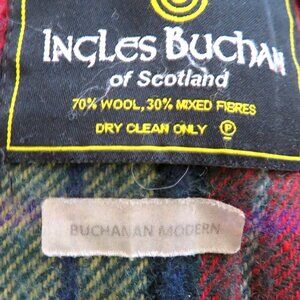 INGLES BUCHAN
of Scotland
70% WOOL, 30% MIXED FIBRES
DRY CLEAN ONLY P
BUCHANAN MODERN